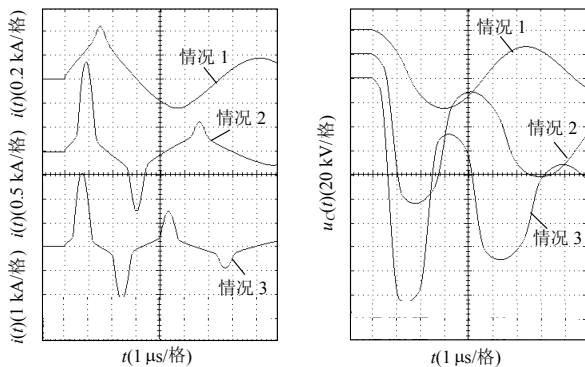 i(t)(0.2 kA/格)
i(t)(0.5 kA/格)
i(t)(1 kA/格)
情况 1
情况 2
情况 3
t(1 μs/格)
u_C(t)(20 kV/格)
情况 1
情况 2
情况 3
t(1 μs/格)